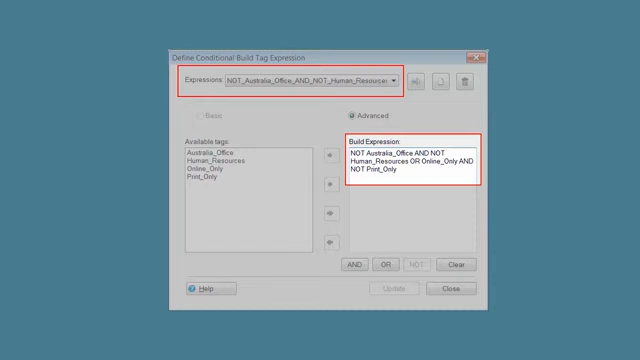 Define Conditional Build Tag Expression
Expressions: NOT_Australia_Office_AND_NOT_Human_Resources
Basic
Advanced
Available tags:
Australia_Office
Human_Resources
Online_Only
Print_Only
Build Expression:
NOT Australia_Office AND NOT
Human_Resources OR Online_Only AND
NOT Print_Only
AND OR NOT Clear
Help Update Close